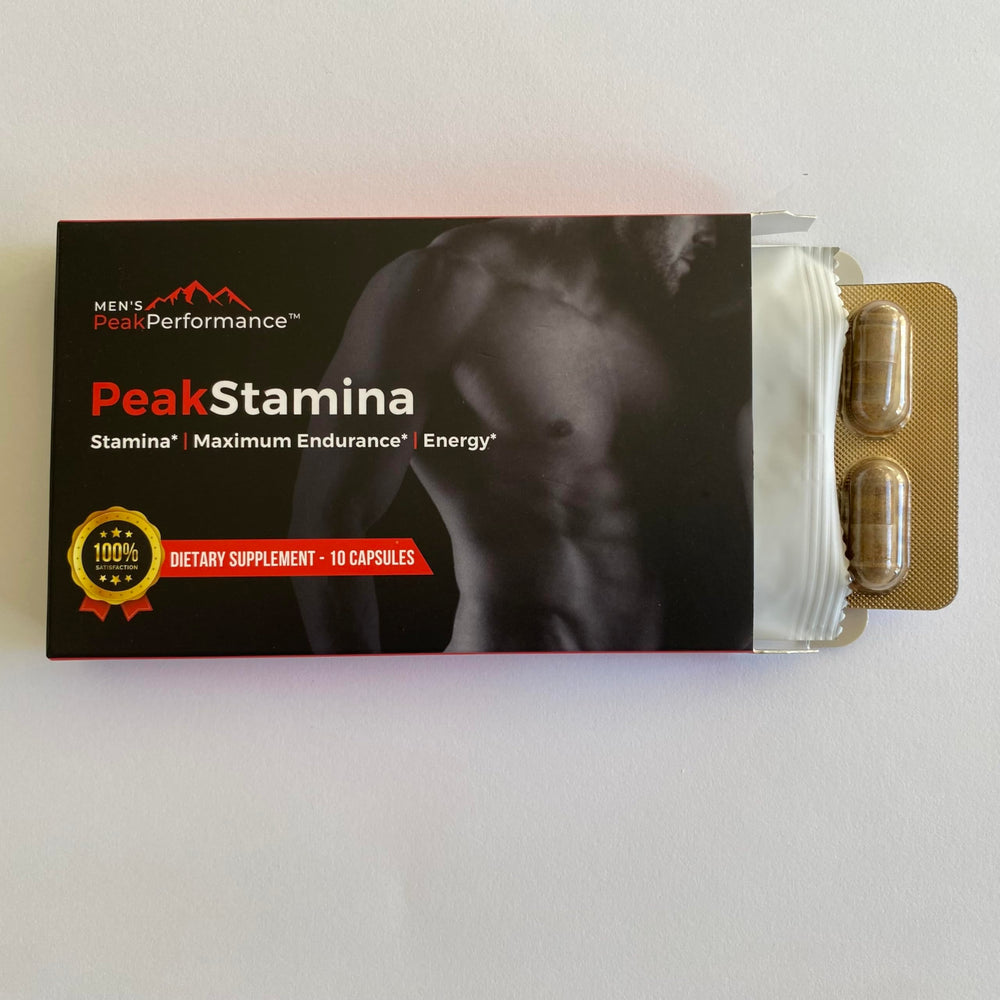 MEN'S
PeakPerformance™
PeakStamina
Stamina* | Maximum Endurance* | Energy*
100%
SATISFACTION
DIETARY SUPPLEMENT - 10 CAPSULES